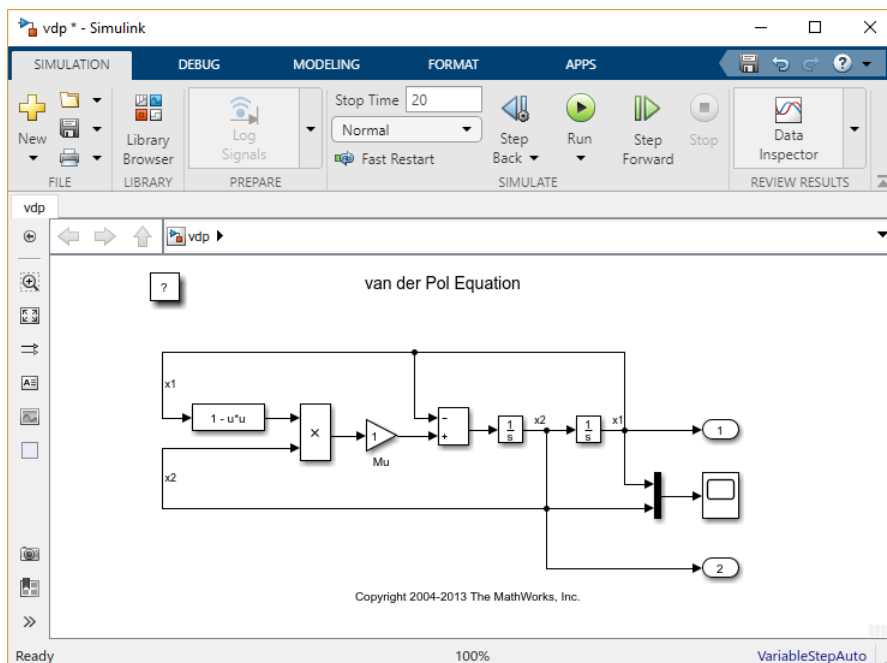 vdp * - Simulink
SIMULATION DEBUG MODELING FORMAT APPS
?
New
Library
Browser
Log
Signals
Stop Time 20
Normal
Fast Restart
Step
Back
Run
Step
Forward
Stop
Data
Inspector
FILE LIBRARY PREPARE SIMULATE REVIEW RESULTS
vdp
vdp
?
van der Pol Equation
x1
1 - u*u
×
1
Mu
−
+
1
s
x2
1
s
x1
1
x2
2
Copyright 2004-2013 The MathWorks, Inc.
A
Ready 100% VariableStepAuto